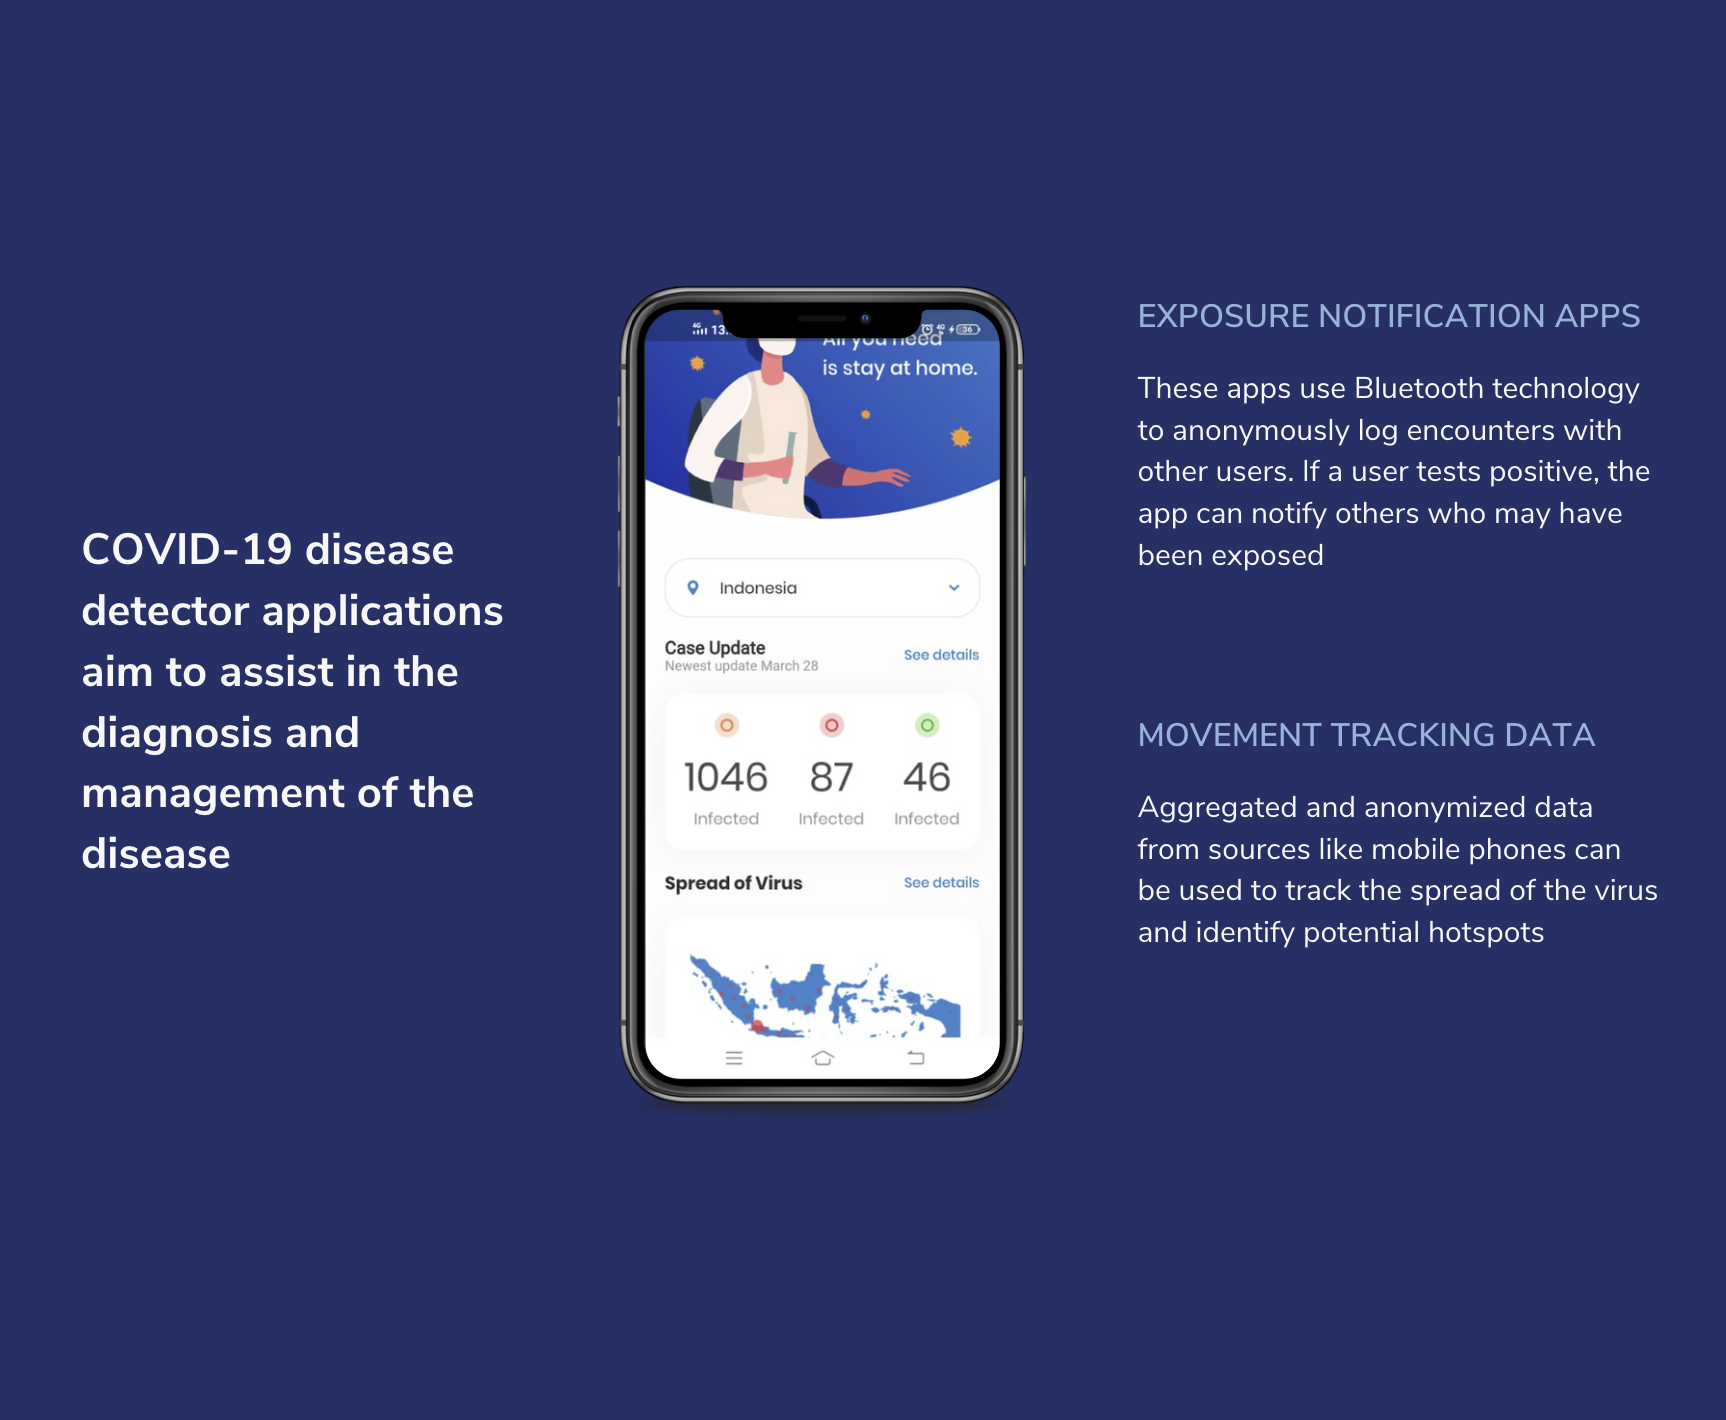 COVID-19 disease
detector applications
aim to assist in the
diagnosis and
management of the
disease
4G 13.
4G 36
All you need
is stay at home.
Indonesia
Case Update
Newest update March 28
See details
1046 87 46
Infected Infected Infected
Spread of Virus
See details
EXPOSURE NOTIFICATION APPS
These apps use Bluetooth technology
to anonymously log encounters with
other users. If a user tests positive, the
app can notify others who may have
been exposed
MOVEMENT TRACKING DATA
Aggregated and anonymized data
from sources like mobile phones can
be used to track the spread of the virus
and identify potential hotspots